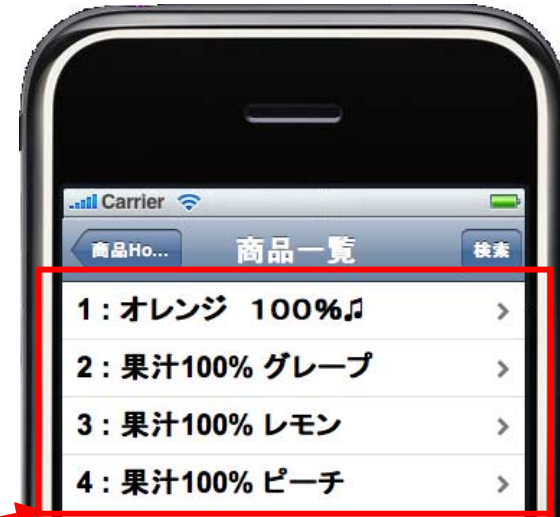 Carrier
商品Ho... 商品一覧 検索
1：オレンジ　１００％♫
2：果汁100% グレープ
3：果汁100% レモン
4：果汁100% ピーチ